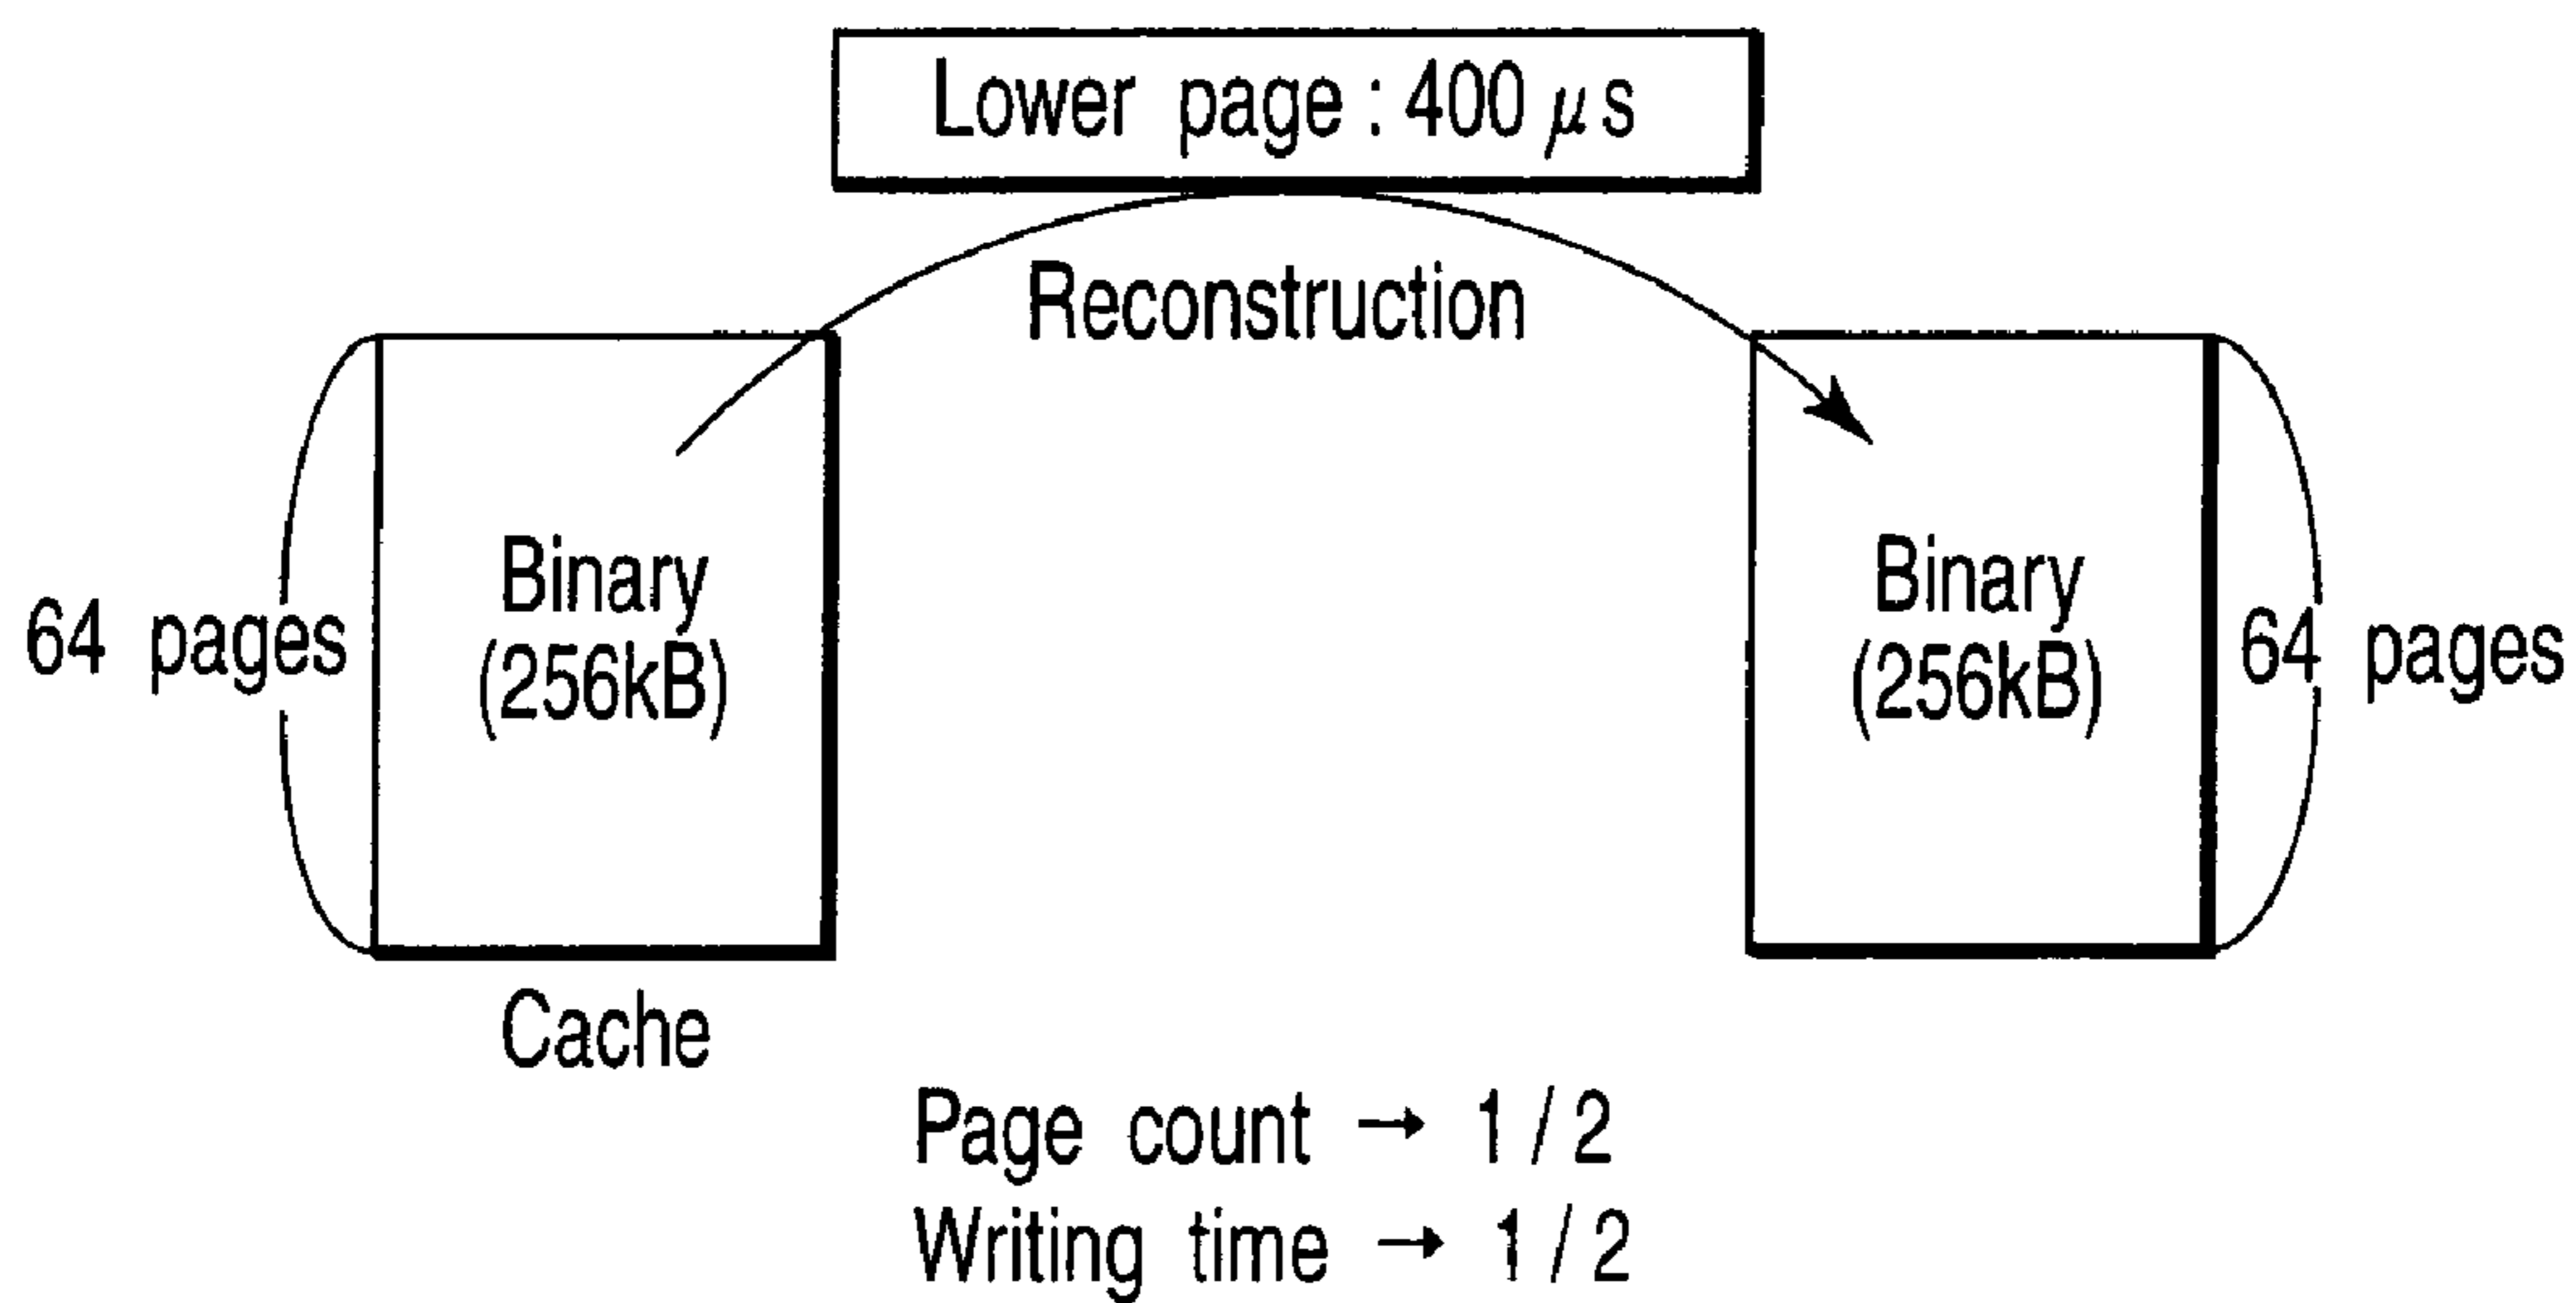 Lower page : 400 μs
Reconstruction
64 pages
Binary
(256kB)
Cache
Binary
(256kB)
64 pages
Page count → 1 / 2
Writing time → 1 / 2